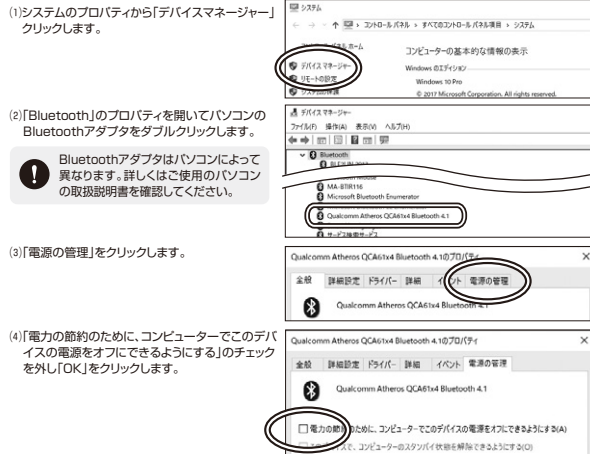 (1)システムのプロパティから「デバイスマネージャー」
クリックします。
システム
コントロール パネル › すべてのコントロール パネル項目 › システム
コンピューターの基本的な情報の表示
デバイス マネージャー
Windows のエディション
リモートの設定
Windows 10 Pro
© 2017 Microsoft Corporation. All rights reserved.
(2)「Bluetooth」のプロパティを開いてパソコンの
Bluetoothアダプタをダブルクリックします。
Bluetoothアダプタはパソコンによって
異なります。詳しくはご使用のパソコン
の取扱説明書を確認してください。
デバイス マネージャー
ファイル(F) 操作(A) 表示(V) ヘルプ(H)
Bluetooth
MA-BTIR116
Microsoft Bluetooth Enumerator
Qualcomm Atheros QCA61x4 Bluetooth 4.1
(3)「電源の管理」をクリックします。
Qualcomm Atheros QCA61x4 Bluetooth 4.1のプロパティ
全般 詳細設定 ドライバー 詳細 イベント 電源の管理
Qualcomm Atheros QCA61x4 Bluetooth 4.1
(4)「電力の節約のために、コンピューターでこのデバ
イスの電源をオフにできるようにする」のチェック
を外し「OK」をクリックします。
Qualcomm Atheros QCA61x4 Bluetooth 4.1のプロパティ
全般 詳細設定 ドライバー 詳細 イベント 電源の管理
Qualcomm Atheros QCA61x4 Bluetooth 4.1
電力の節約のために、コンピューターでこのデバイスの電源をオフにできるようにする(A)
このデバイスで、コンピューターのスタンバイ状態を解除できるようにする(O)